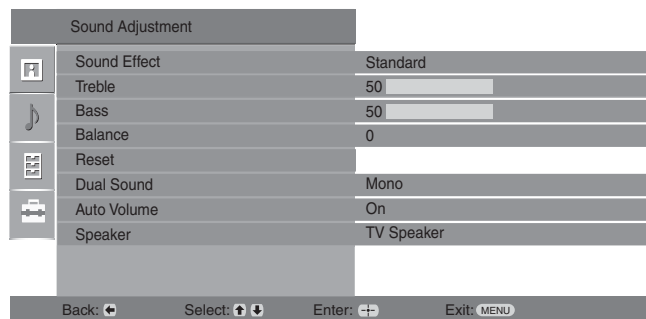 Sound Adjustment
Sound Effect Standard
Treble 50
Bass 50
Balance 0
Reset
Dual Sound Mono
Auto Volume On
Speaker TV Speaker
Back: Select: Enter: Exit: MENU